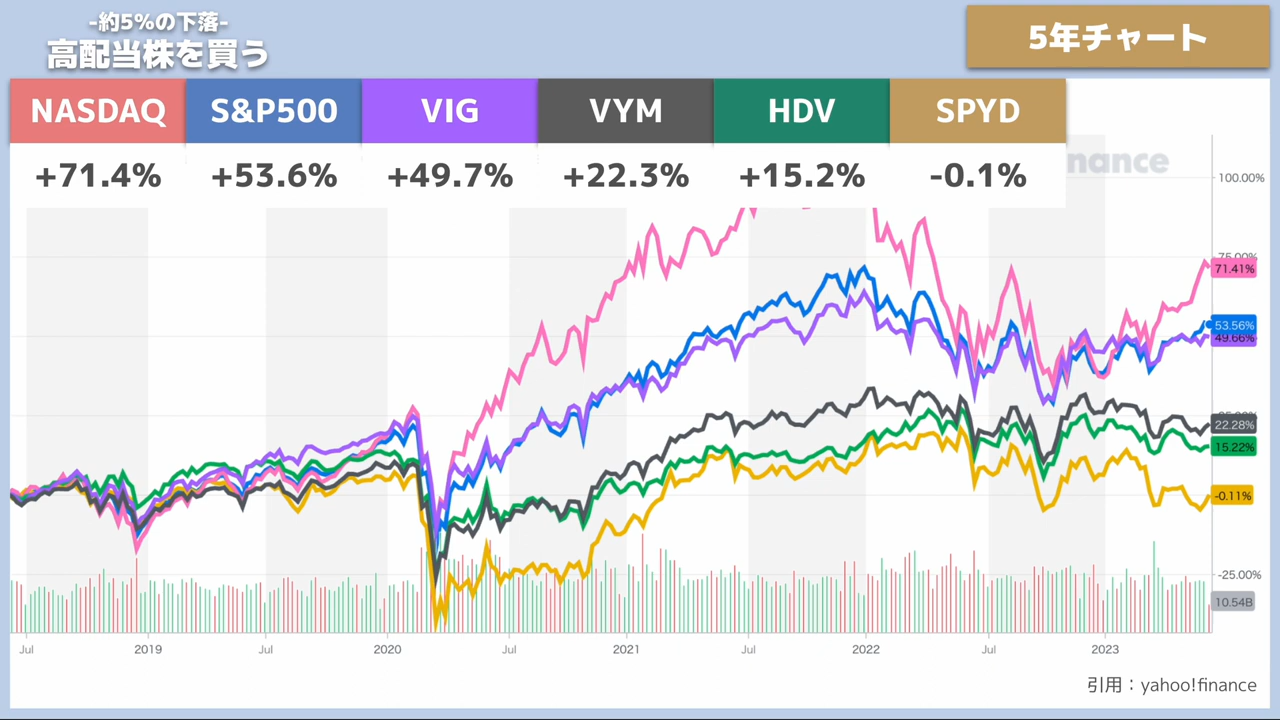 -約5%の下落-
高配当株を買う
5年チャート
NASDAQ S&P500 VIG VYM HDV SPYD
+71.4% +53.6% +49.7% +22.3% +15.2% -0.1%
nance
100.00%
75.00%
71.41%
53.56%
49.66%
22.28%
15.22%
-0.11%
-25.00%
10.54B
Jul 2019 Jul 2020 Jul 2021 Jul 2022 Jul 2023
引用：yahoo!finance